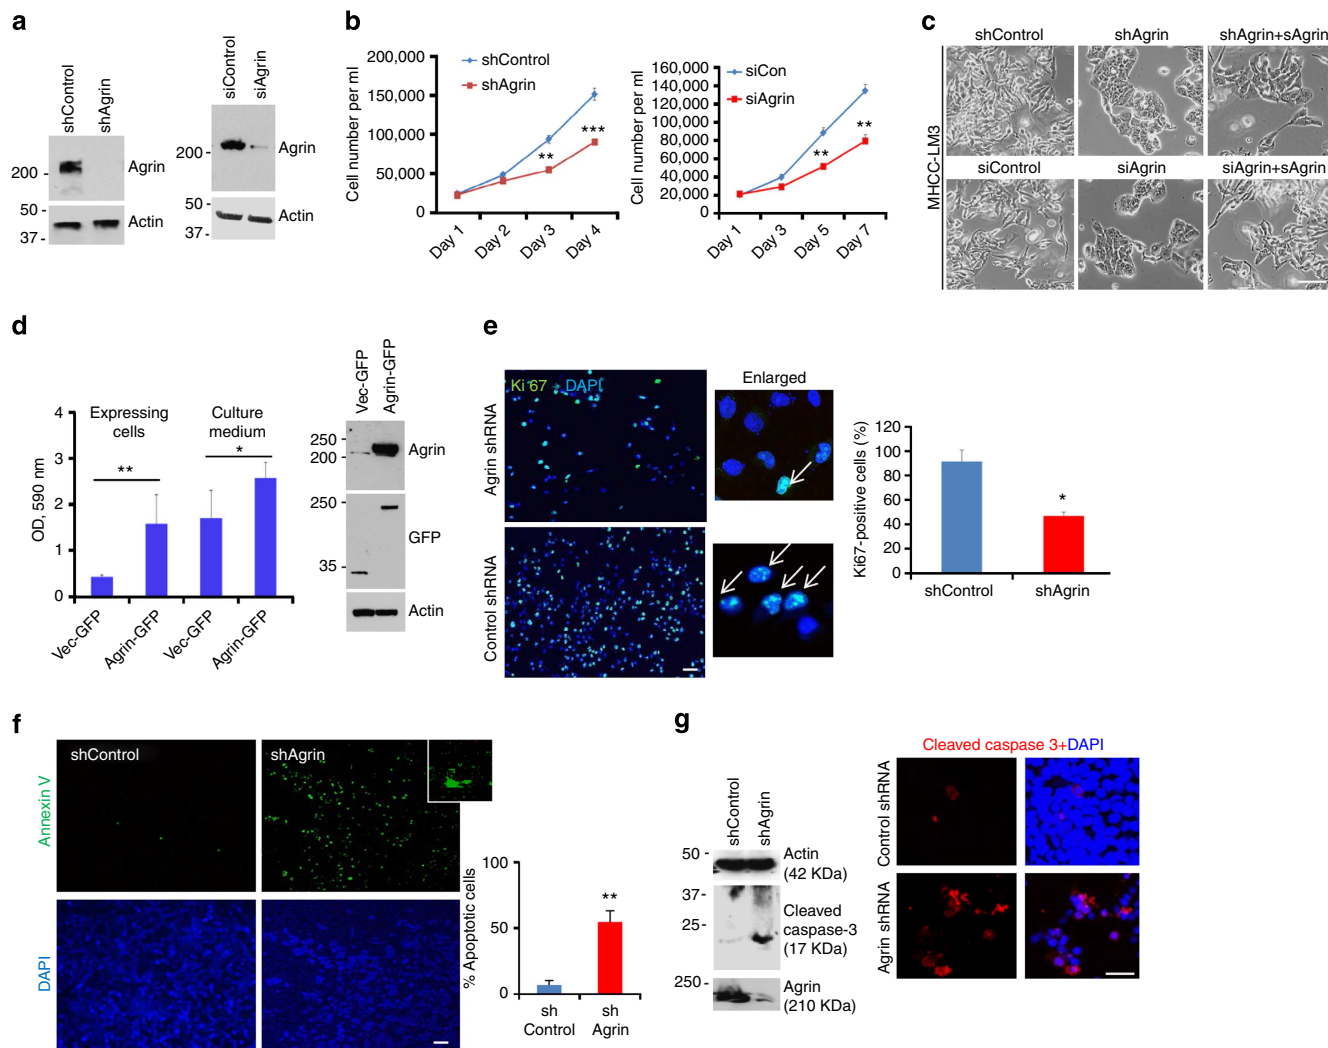 a
shControl
shAgrin
200
Agrin
50
37
Actin
siControl
siAgrin
200
Agrin
50
37
Actin
b
Cell number per ml
200,000
150,000
100,000
50,000
0
shControl
shAgrin
**
***
Day 1
Day 2
Day 3
Day 4
Cell number per ml
160,000
140,000
120,000
100,000
80,000
60,000
40,000
20,000
0
siCon
siAgrin
**
**
Day 1
Day 3
Day 5
Day 7
c
shControl
shAgrin
shAgrin+sAgrin
MHCC-LM3
siControl
siAgrin
siAgrin+sAgrin
d
OD, 590 nm
4
3
2
1
0
Expressing
cells
Culture
medium
**
*
Vec-GFP
Agrin-GFP
Vec-GFP
Agrin-GFP
Vec-GFP
Agrin-GFP
250
200
Agrin
250
GFP
35
Actin
e
Ki 67 DAPI
Enlarged
Agrin shRNA
Control shRNA
Ki67-positive cells (%)
120
100
80
60
40
20
0
*
shControl
shAgrin
f
shControl
shAgrin
Annexin V
DAPI
% Apoptotic cells
100
50
0
**
sh
Control
sh
Agrin
g
shControl
shAgrin
50
Actin
(42 KDa)
37
25
Cleaved
caspase-3
(17 KDa)
250
Agrin
(210 KDa)
Cleaved caspase 3+DAPI
Control shRNA
Agrin shRNA